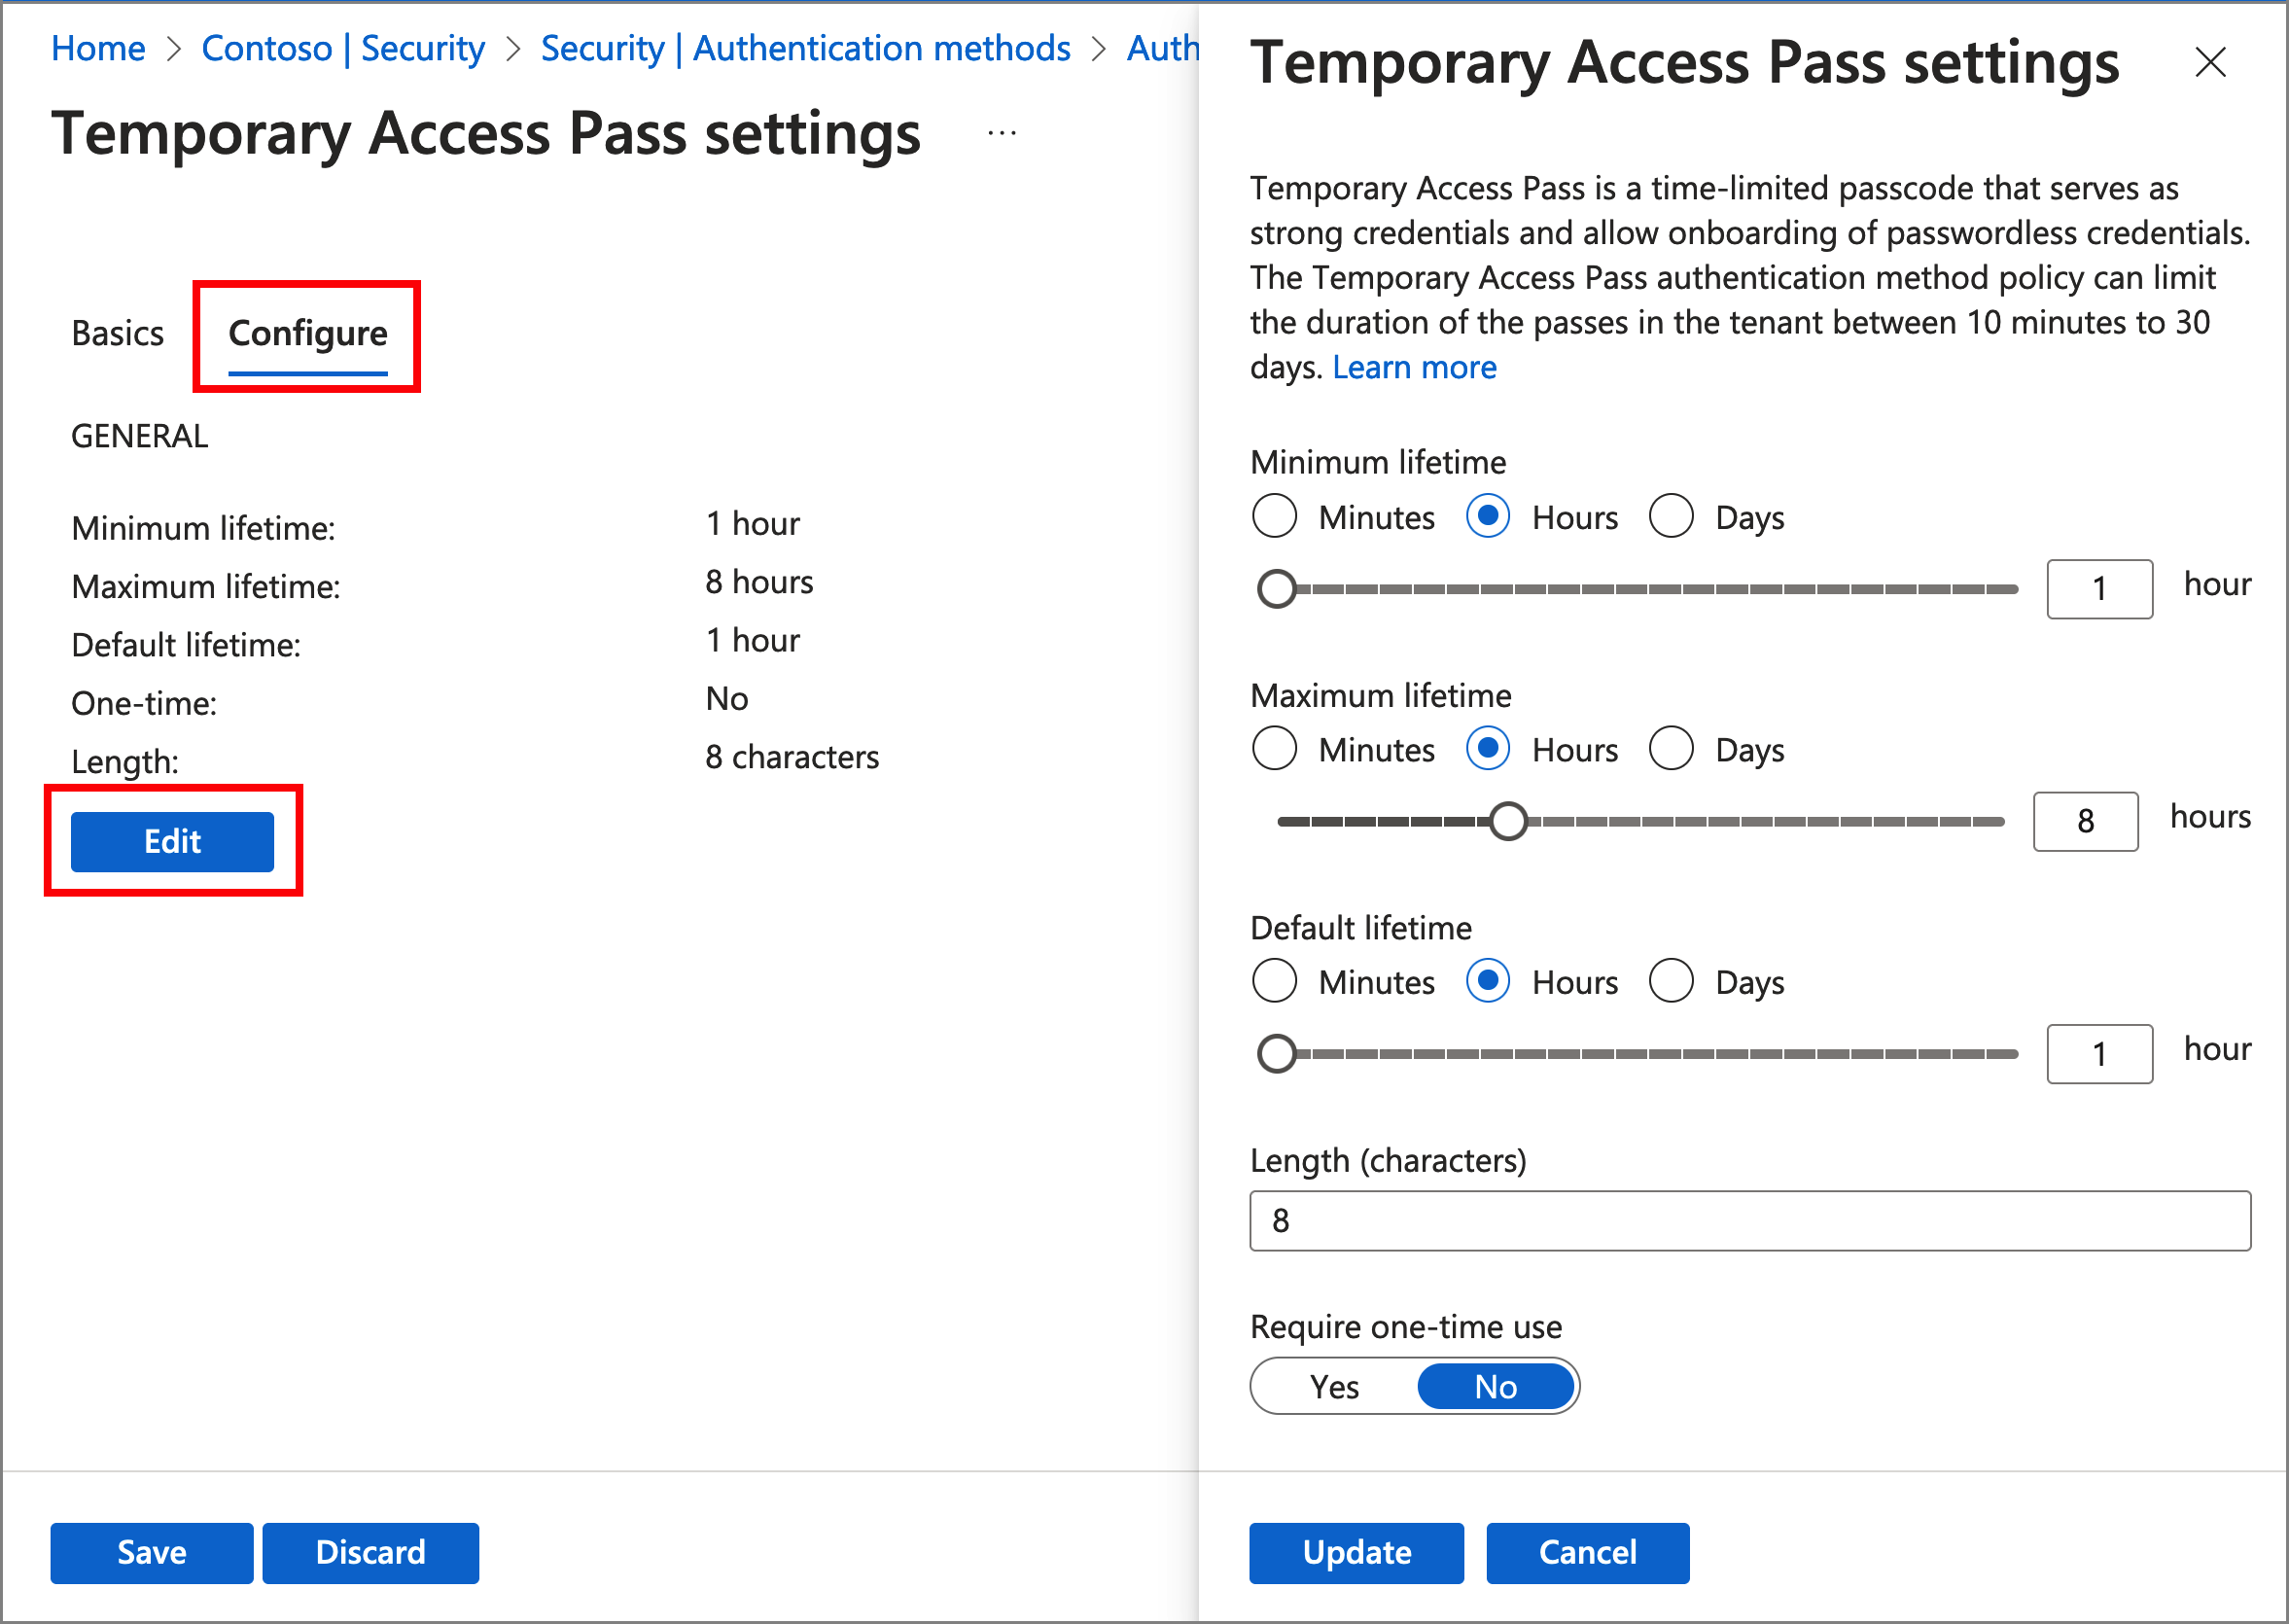 Home > Contoso | Security > Security | Authentication methods > Auth
Temporary Access Pass settings ...
Basics
Configure
GENERAL
Minimum lifetime: 1 hour
Maximum lifetime: 8 hours
Default lifetime: 1 hour
One-time: No
Length: 8 characters
Edit
Save Discard
Temporary Access Pass settings
Temporary Access Pass is a time-limited passcode that serves as
strong credentials and allow onboarding of passwordless credentials.
The Temporary Access Pass authentication method policy can limit
the duration of the passes in the tenant between 10 minutes to 30
days. Learn more
Minimum lifetime
Minutes Hours Days
1 hour
Maximum lifetime
Minutes Hours Days
8 hours
Default lifetime
Minutes Hours Days
1 hour
Length (characters)
8
Require one-time use
Yes No
Update Cancel